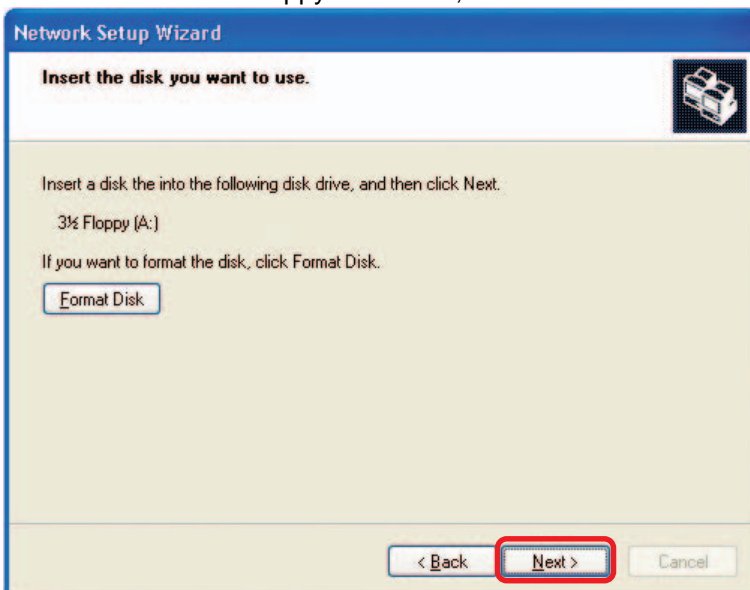 Network Setup Wizard
Insert the disk you want to use.
Insert a disk the into the following disk drive, and then click Next.
3½ Floppy (A:)
If you want to format the disk, click Format Disk.
Format Disk
< Back Next > Cancel